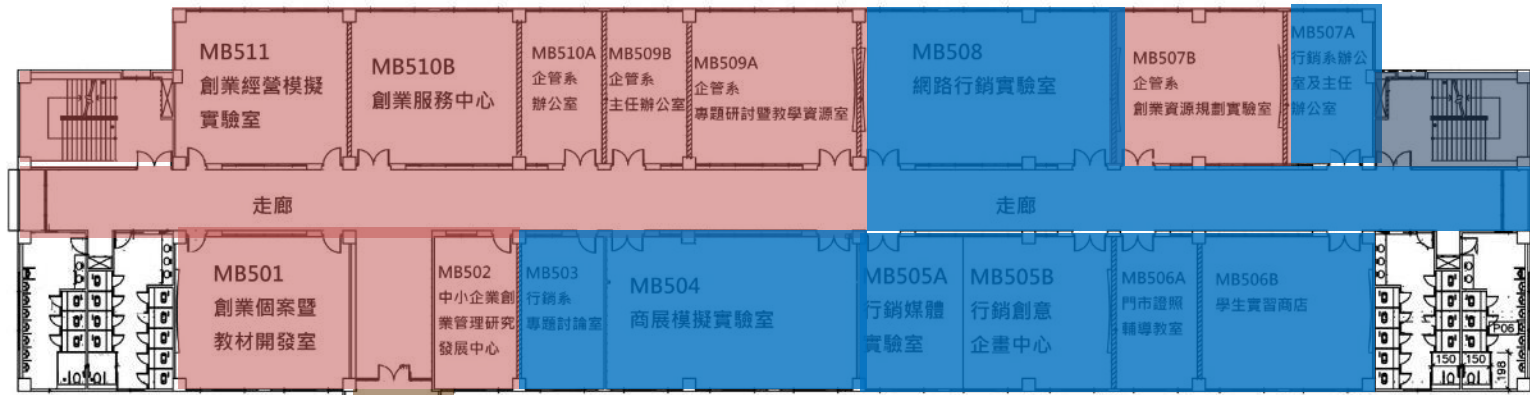 MB511
創業經營模擬
實驗室
MB510B
創業服務中心
MB510A
企管系
辦公室
MB509B
企管系
主任辦公室
MB509A
企管系
專題研討暨教學資源室
MB508
網路行銷實驗室
MB507B
企管系
創業資源規劃實驗室
MB507A
行銷系辦公
室及主任
辦公室
走廊
走廊
MB501
創業個案暨
教材開發室
MB502
中小企業創
業管理研究
發展中心
MB503
行銷系
專題討論室
MB504
商展模擬實驗室
MB505A
行銷媒體
實驗室
MB505B
行銷創意
企畫中心
MB506A
門市證照
輔導教室
MB506B
學生實習商店
P06
150
150
198